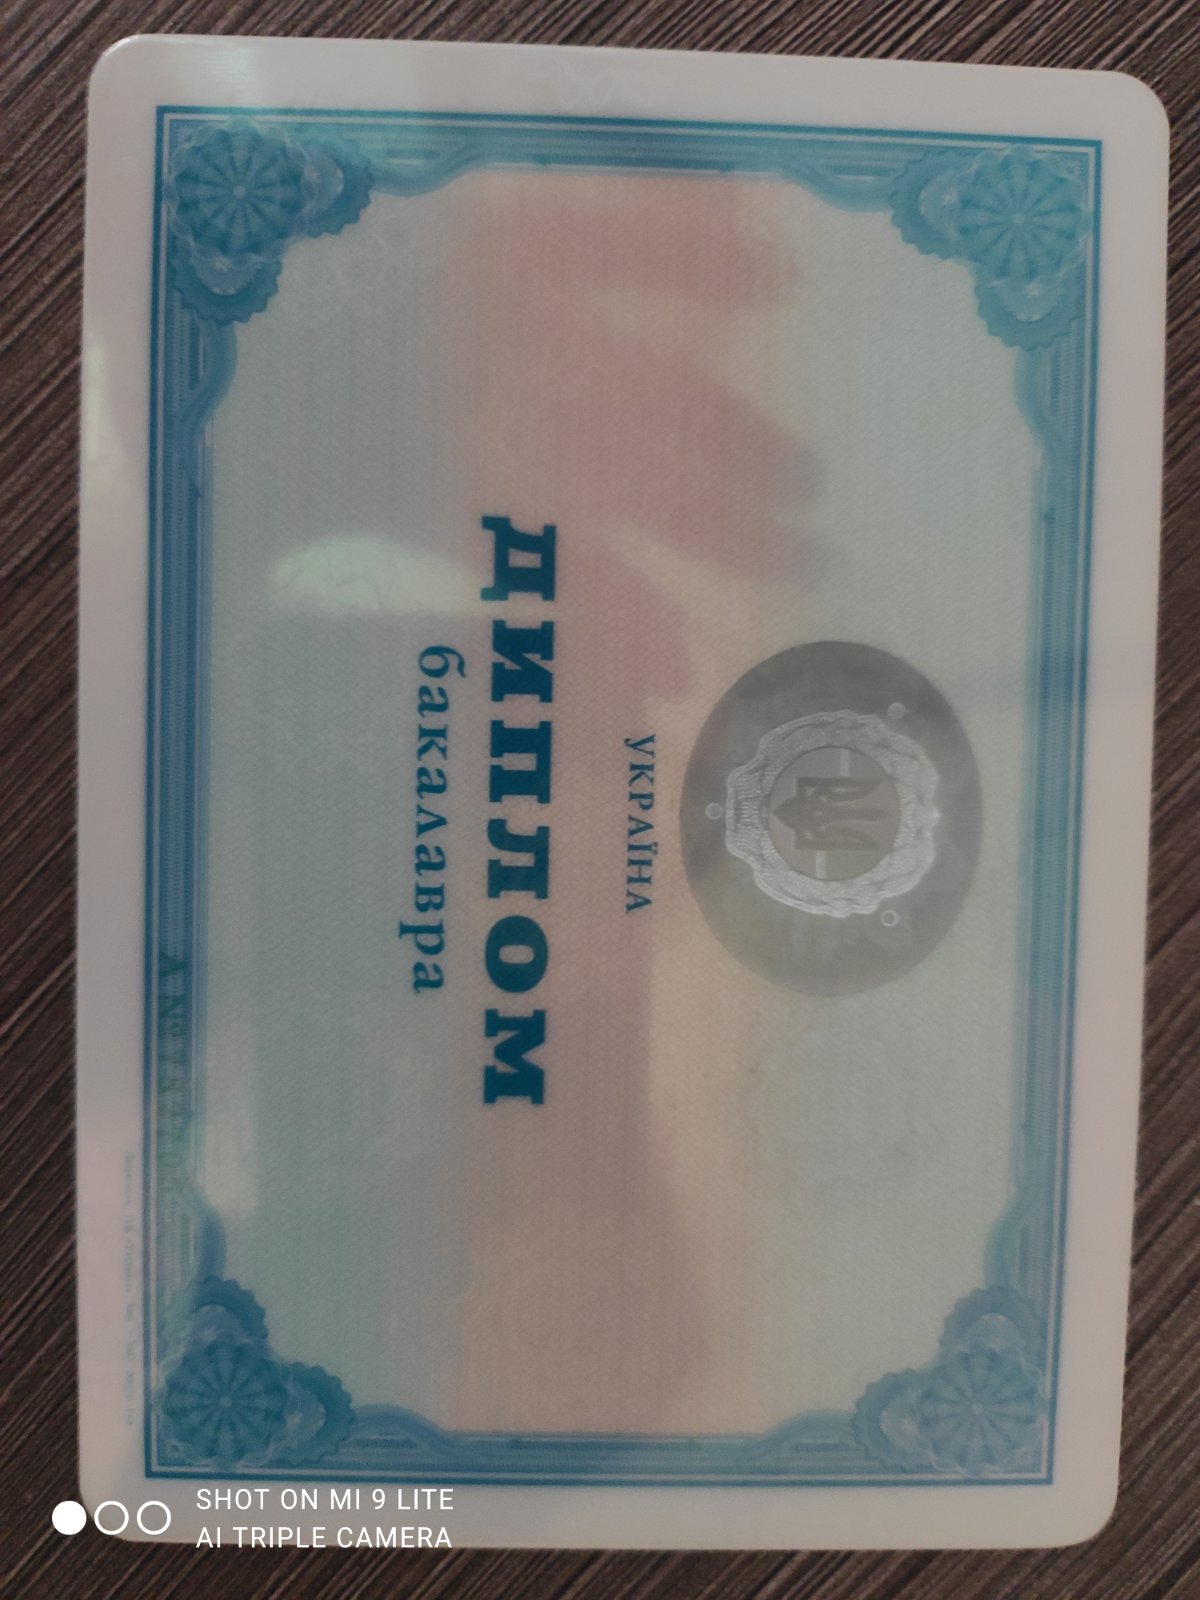 УКРАЇНА
ДИПЛОМ
бакалавра
SHOT ON MI 9 LITE
AI TRIPLE CAMERA